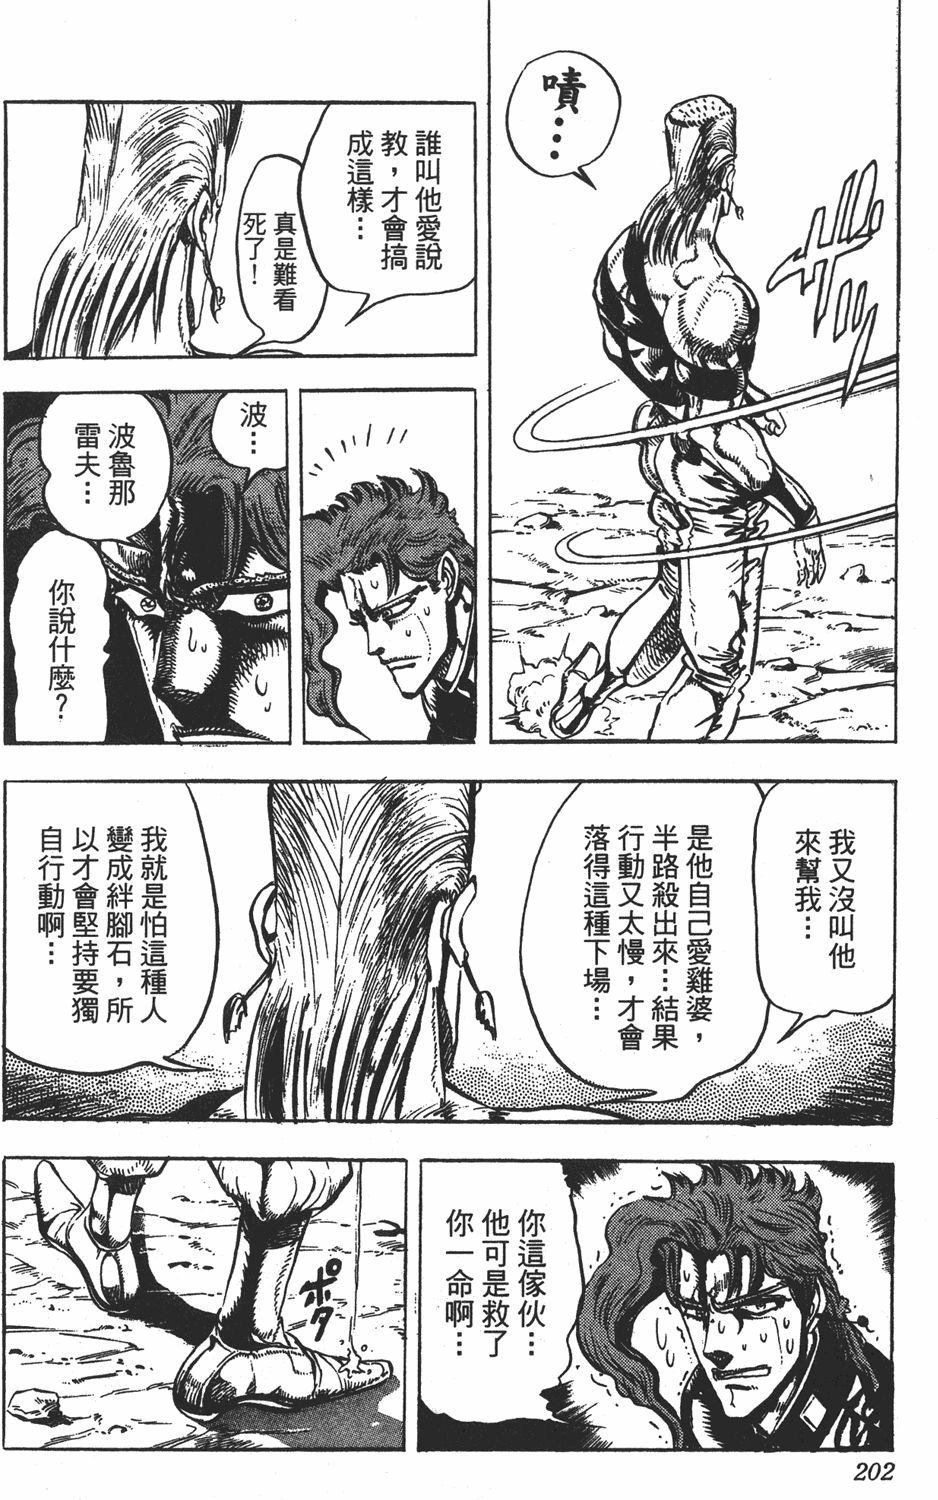 嘖…
ザッ
誰叫他愛說
教，才會搞
成這樣…
真是難看
死了！
波…
波魯那
雷夫…
你說什麼？
我又沒叫他
來幫我…
是他自己愛雞婆，
半路殺出來…結果
行動又太慢，才會
落得這種下場…
我就是怕這種人
變成絆腳石，所
以才會堅持要獨
自行動啊…
你這傢伙…
他可是救了
你一命啊…
ポタ
202